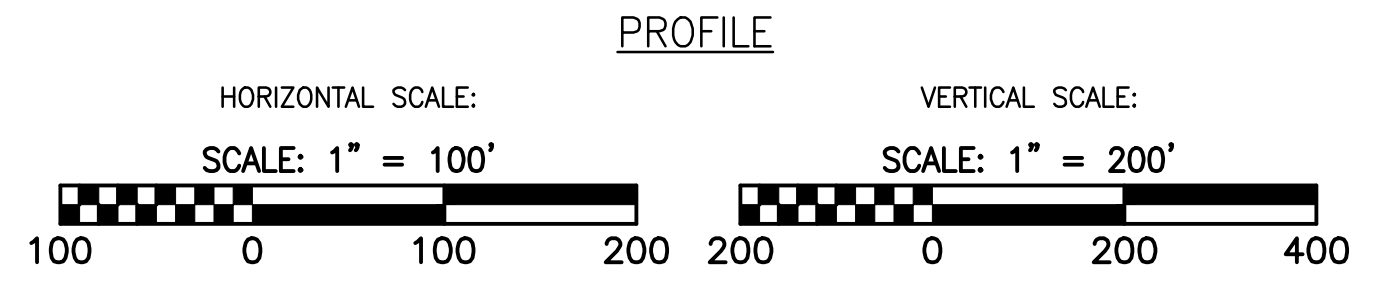 PROFILE
HORIZONTAL SCALE:
SCALE: 1" = 100'
100 0 100 200
VERTICAL SCALE:
SCALE: 1" = 200'
200 0 200 400